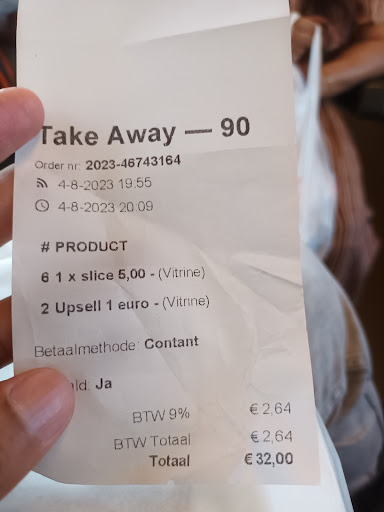 Take Away — 90
Order nr: 2023-46743164
4-8-2023 19:55
4-8-2023 20:09
# PRODUCT
6 1 x slice 5,00 - (Vitrine)
2 Upsell 1 euro - (Vitrine)
Betaalmethode: Contant
Ja
BTW 9% € 2,64
BTW Totaal € 2,64
Totaal € 32,00